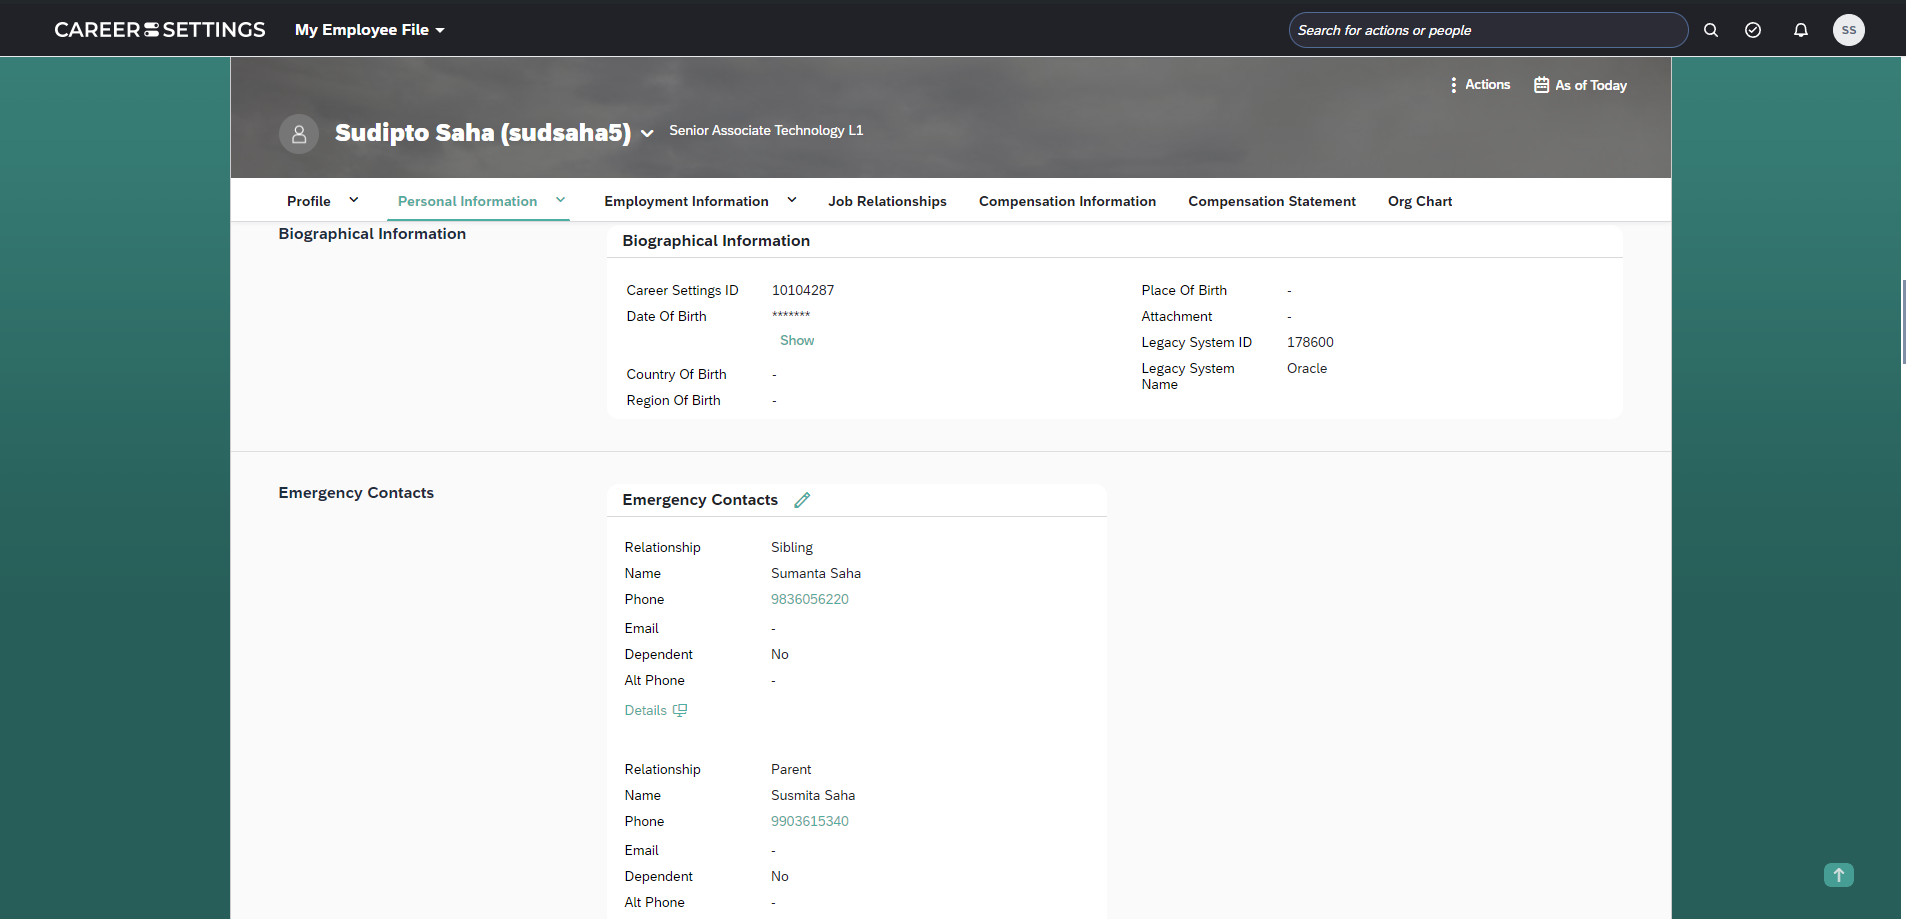 CAREER SETTINGS My Employee File Search for actions or people SS
Actions As of Today
Sudipto Saha (sudsaha5) Senior Associate Technology L1
Profile Personal Information Employment Information Job Relationships Compensation Information Compensation Statement Org Chart
Biographical Information
Biographical Information
Career Settings ID 10104287
Date Of Birth *******
Show
Country Of Birth -
Region Of Birth -
Place Of Birth -
Attachment -
Legacy System ID 178600
Legacy System Oracle
Name
Emergency Contacts
Emergency Contacts
Relationship Sibling
Name Sumanta Saha
Phone 9836056220
Email -
Dependent No
Alt Phone -
Details
Relationship Parent
Name Susmita Saha
Phone 9903615340
Email -
Dependent No
Alt Phone -